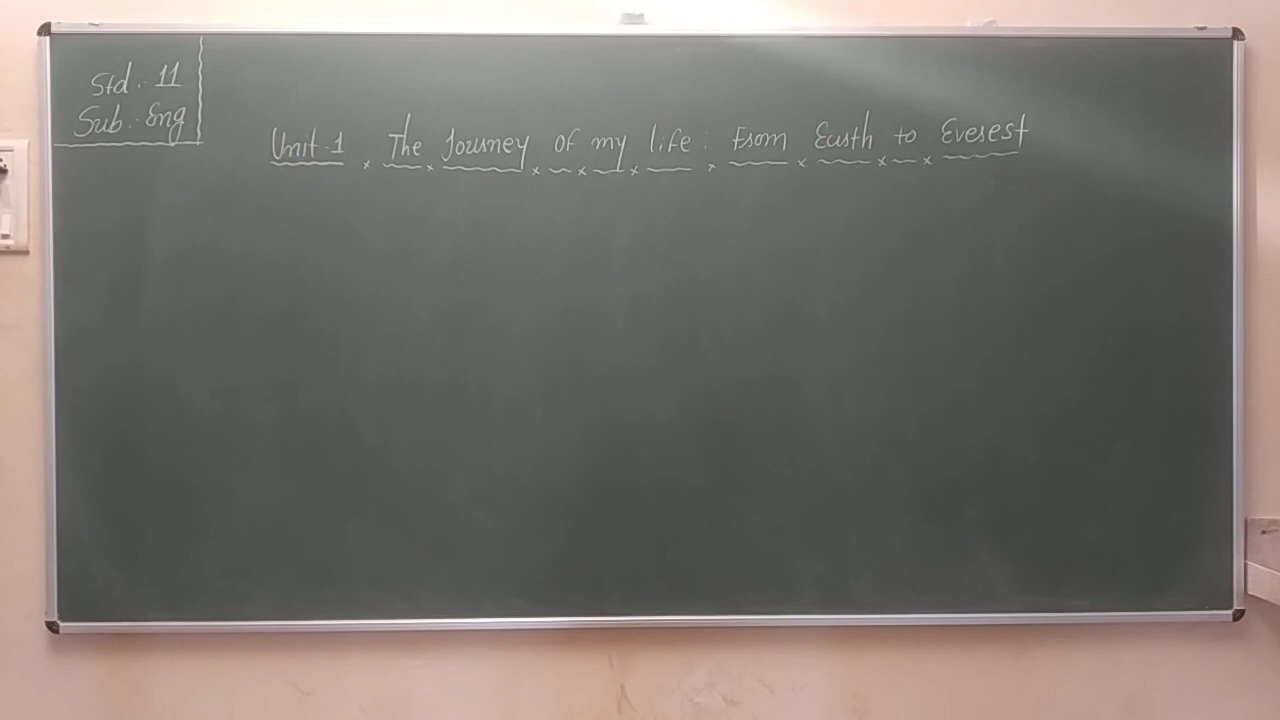 Std.: 11
Sub.: Eng
Unit-1 The Journey of my life: From Earth to Everest